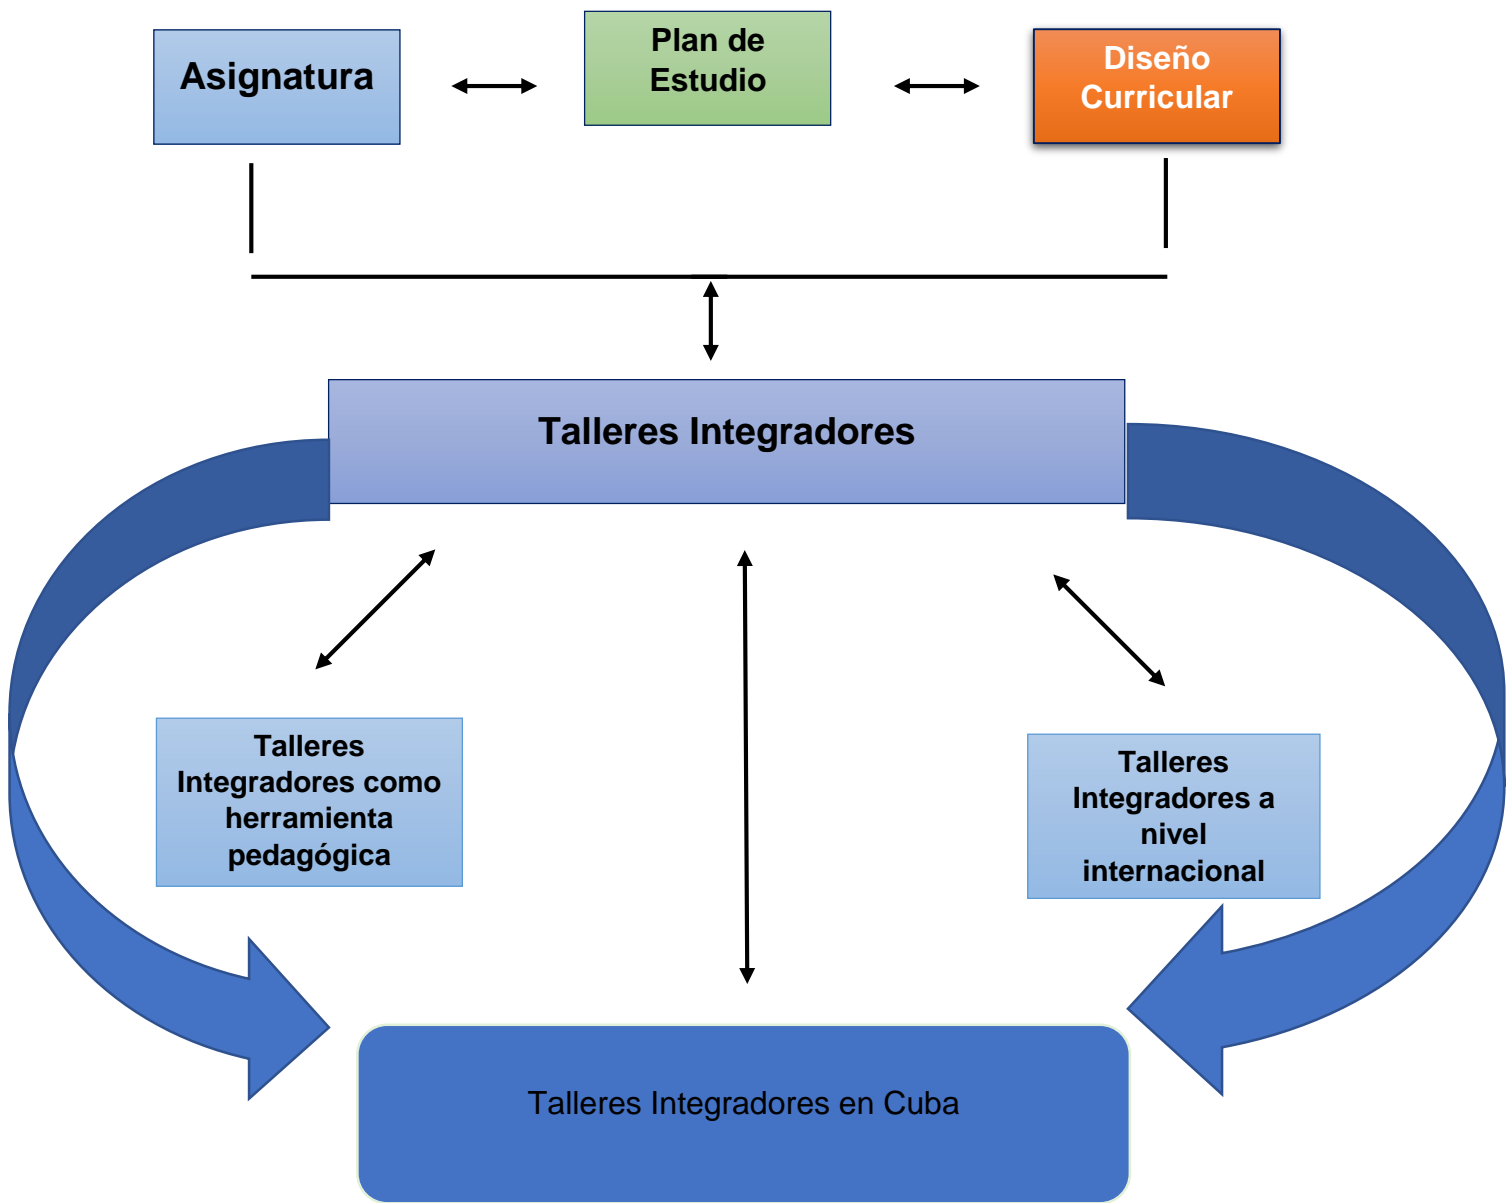 Asignatura
Plan de
Estudio
Diseño
Curricular
Talleres Integradores
Talleres
Integradores como
herramienta
pedagógica
Talleres
Integradores a
nivel
internacional
Talleres Integradores en Cuba